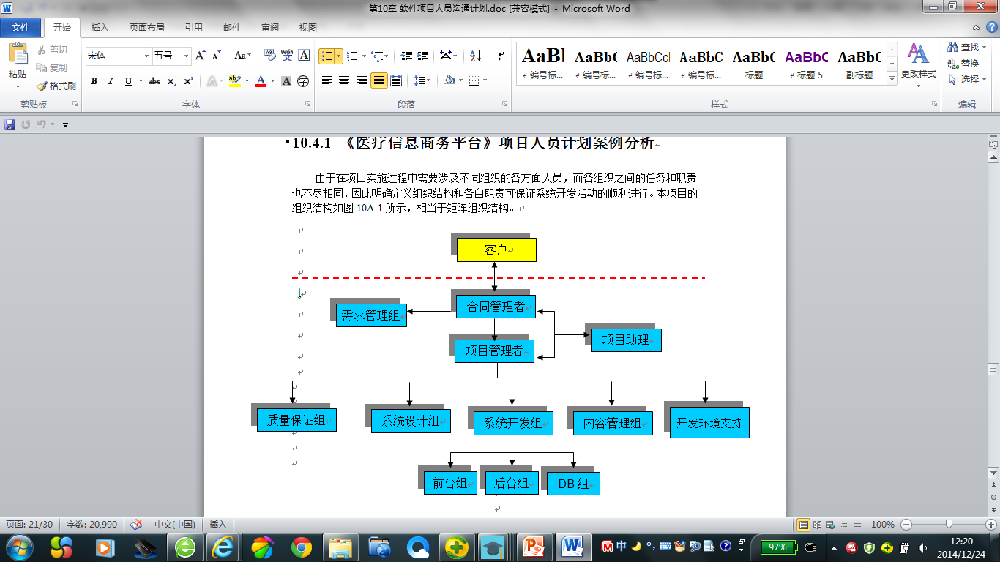 第10章 软件项目人员沟通计划.doc [兼容模式] - Microsoft Word
文件 开始 插入 页面布局 引用 邮件 审阅 视图
剪切
复制
格式刷
粘贴
宋体 五号
AaBl AaBbC AaBbCcl AaBbC AaBbC AaBbC AaBbC
编号标... 编号标... 编号标... 编号标... 标题 标题 5 副标题
更改样式
查找
替换
选择
剪贴板 字体 段落 样式 编辑
10.4.1 《医疗信息商务平台》项目人员计划案例分析
由于在项目实施过程中需要涉及不同组织的各方面人员，而各组织之间的任务和职责
也不尽相同，因此明确定义组织结构和各自职责可保证系统开发活动的顺利进行。本项目的
组织结构如图 10A-1 所示，相当于矩阵组织结构。
客户
t
合同管理者
需求管理组
项目助理
项目管理者
质量保证组 系统设计组 系统开发组 内容管理组 开发环境支持
前台组 后台组 DB 组
页面: 21/30 字数: 20,990 中文(中国) 插入 100%
中
97%
12:20
2014/12/24